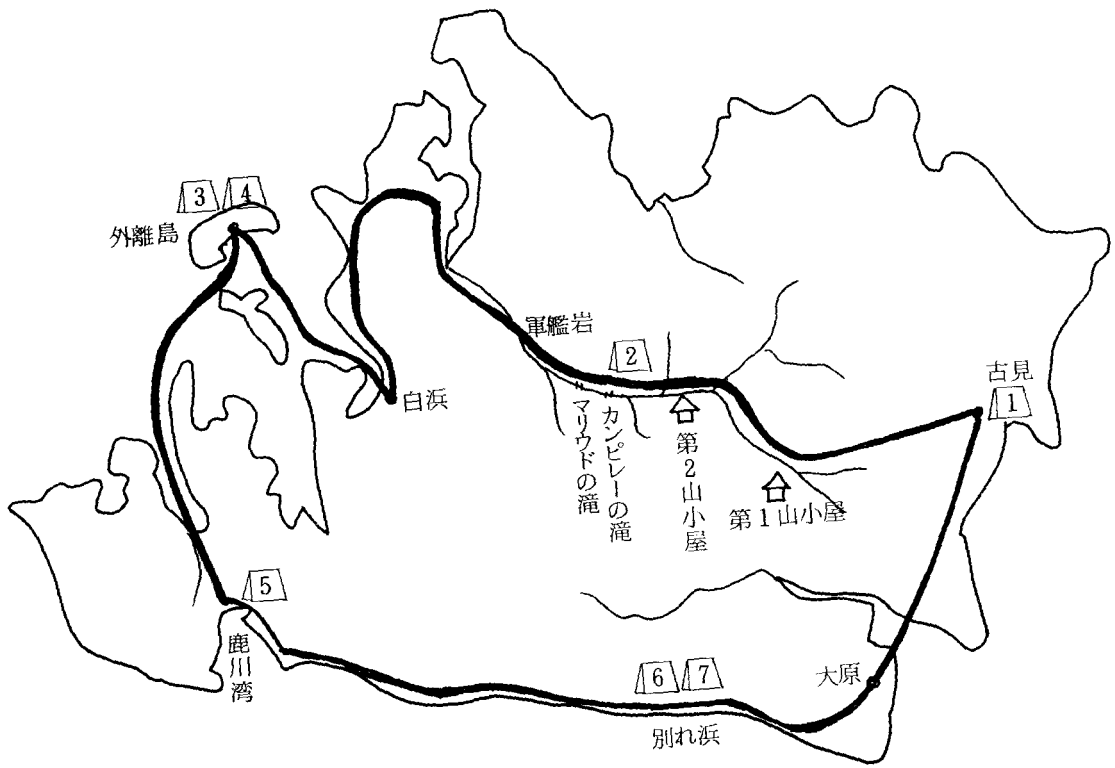 3
4
外離島
軍艦岩
2
白浜
マリウドの滝
カンピレーの滝
第2山小屋
第1山小屋
古見
1
5
鹿川湾
6
7
大原
別れ浜